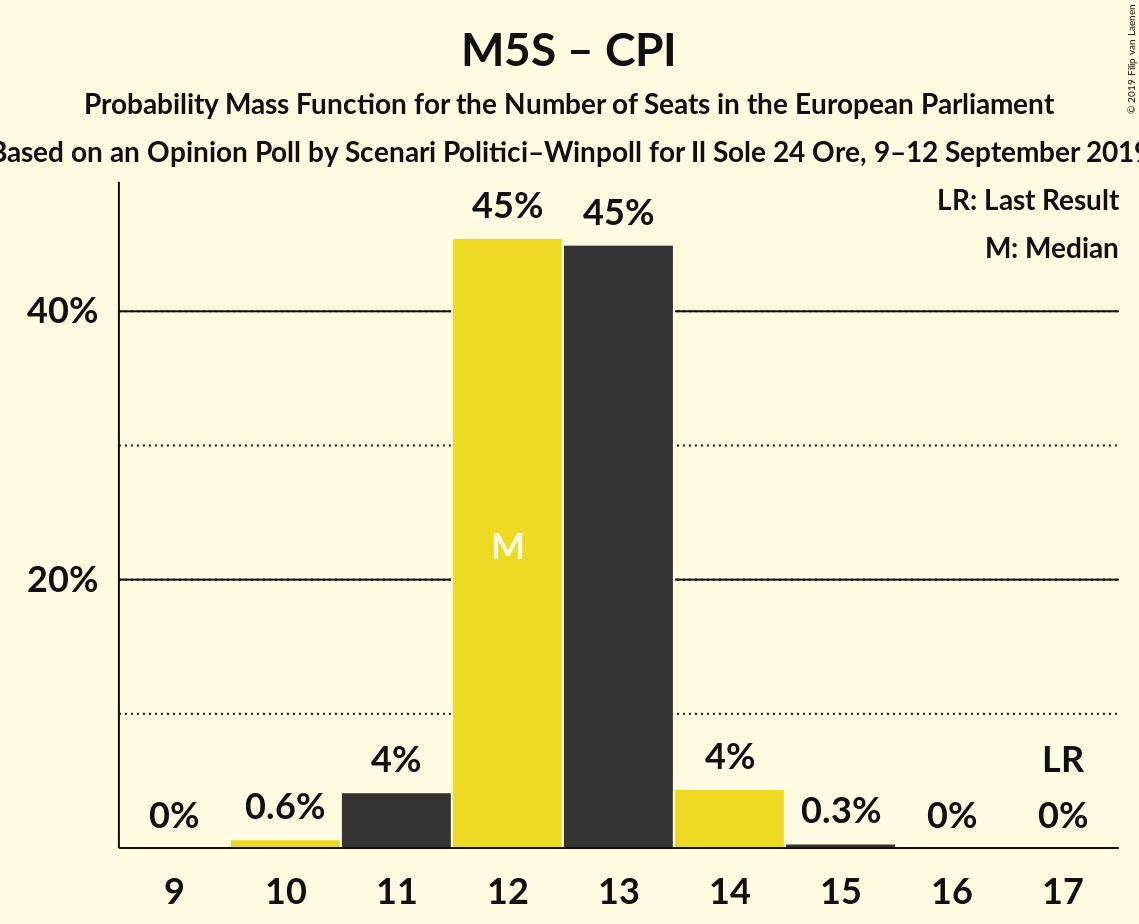 M5S – CPI
Probability Mass Function for the Number of Seats in the European Parliament
Based on an Opinion Poll by Scenari Politici–Winpoll for Il Sole 24 Ore, 9–12 September 2019
© 2019 Filip van Laenen
LR: Last Result
M: Median
45%
45%
40%
M
20%
4%
4%
LR
0%
0.6%
0.3%
0%
0%
9 10 11 12 13 14 15 16 17